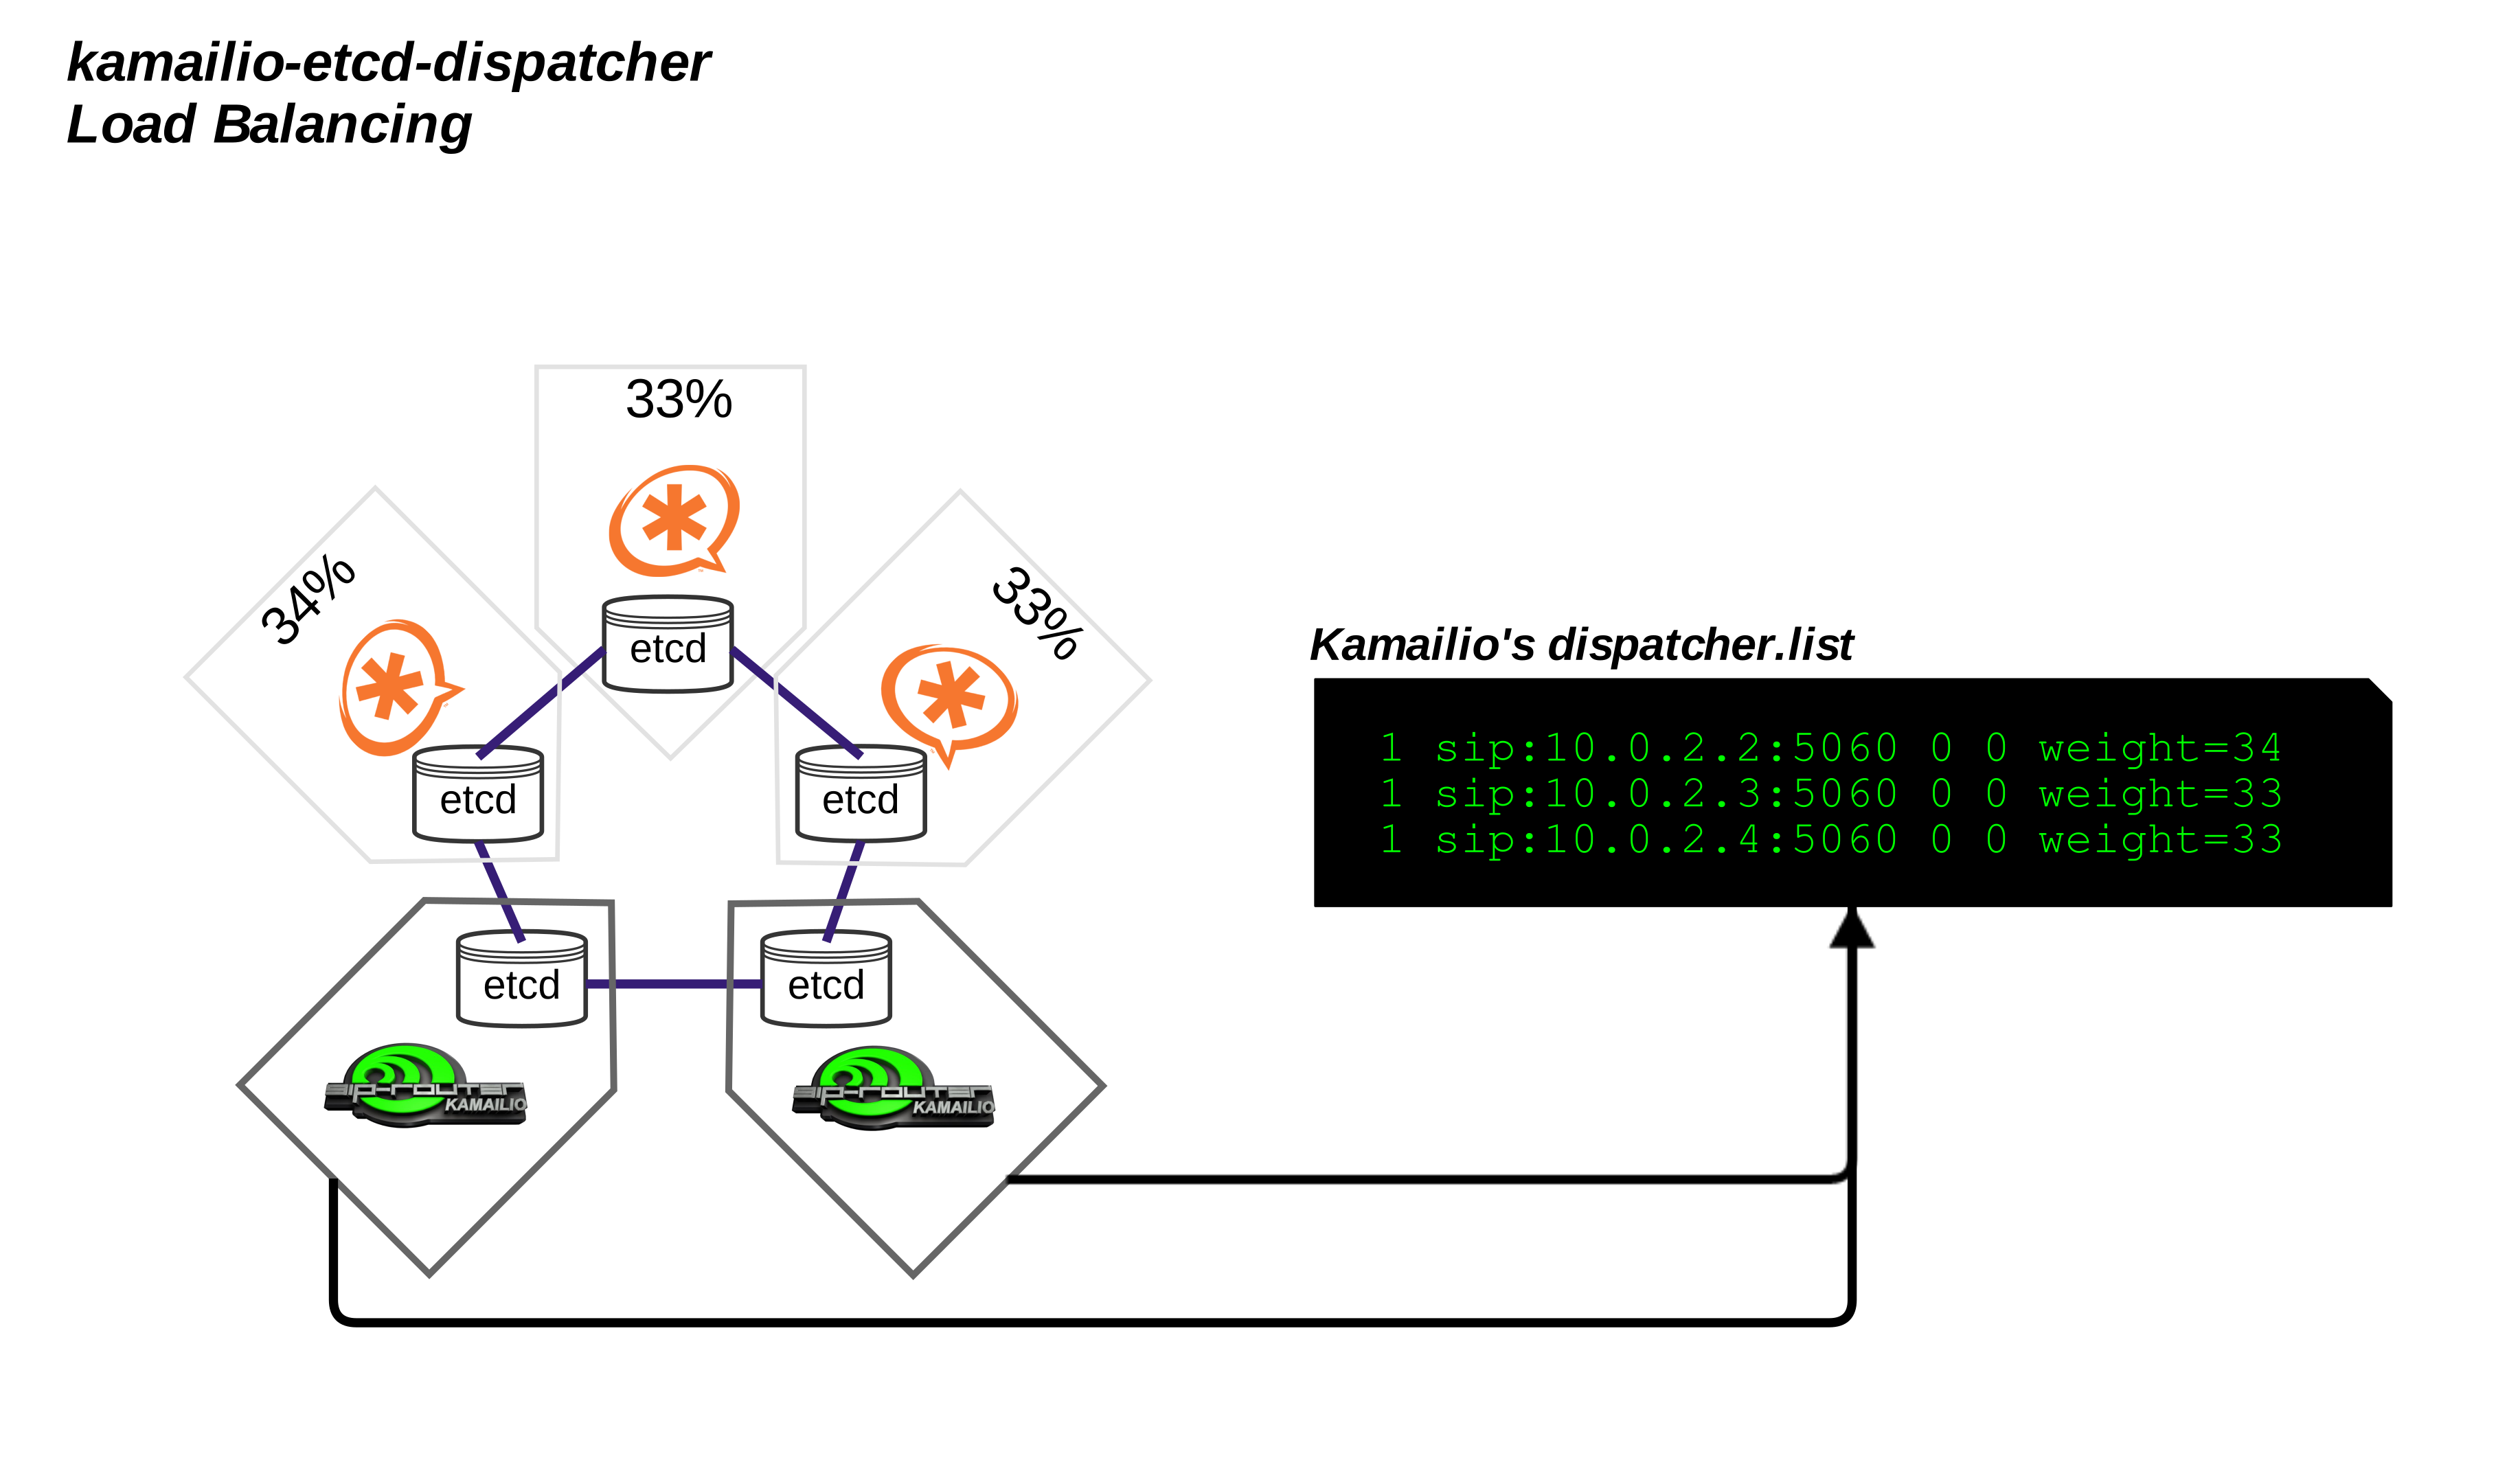 kamailio-etcd-dispatcher
Load Balancing
33%
34%
33%
etcd
etcd
etcd
Kamailio's dispatcher.list
1 sip:10.0.2.2:5060 0 0 weight=34
1 sip:10.0.2.3:5060 0 0 weight=33
1 sip:10.0.2.4:5060 0 0 weight=33
etcd
etcd
sip-router
KAMAILIO
sip-router
KAMAILIO